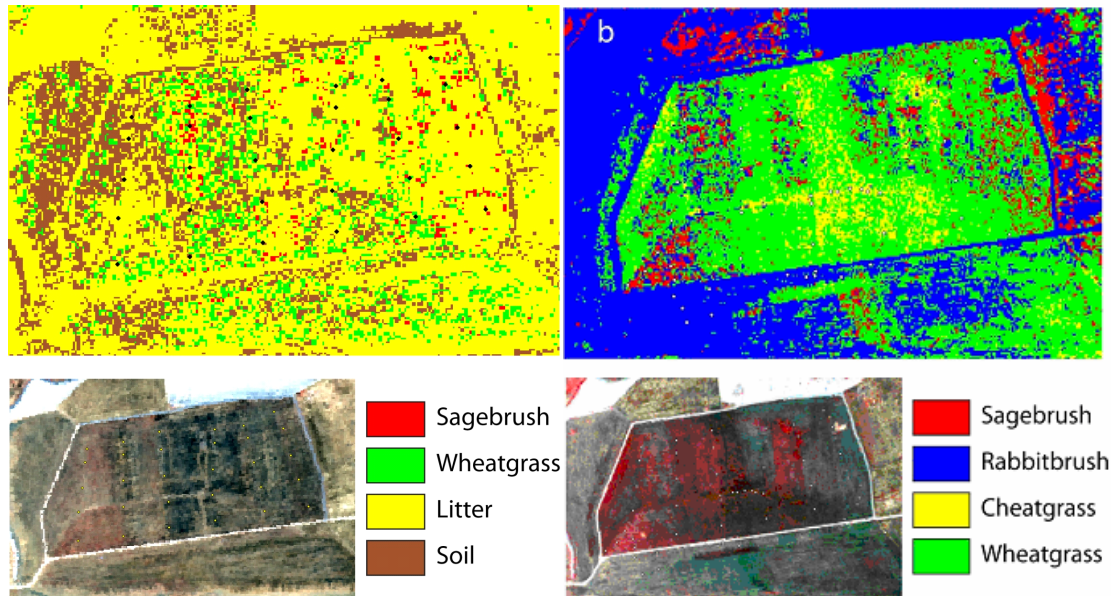 b
Sagebrush
Wheatgrass
Litter
Soil
Sagebrush
Rabbitbrush
Cheatgrass
Wheatgrass